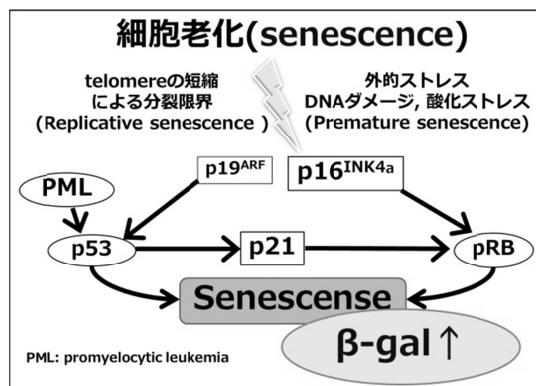 細胞老化(senescence)
telomereの短縮
による分裂限界
(Replicative senescence )
外的ストレス
DNAダメージ, 酸化ストレス
(Premature senescence)
p19ARF
p16INK4a
PML
p53
p21
pRB
Senescense
β-gal↑
PML: promyelocytic leukemia